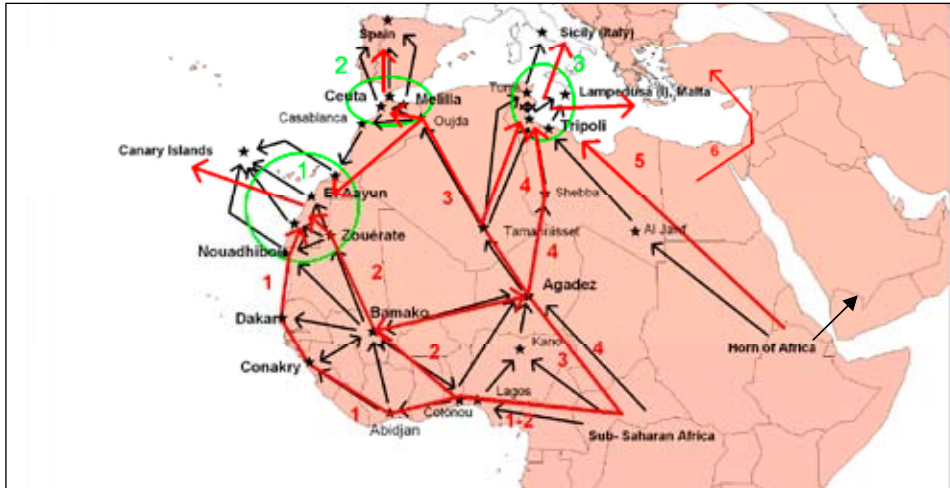 Spain
Sicily (Italy)
2
3
Ceuta
Melilla
Lampedusa (I), Malta
Casablanca
Oujda
Tripoli
Canary Islands
1
5
6
El Aayun
3
4
Shebba
Zouérate
Tamanrasset
Al Jawf
Nouadhibou
1
2
4
Agadez
Dakar
Bamako
Kano
Horn of Africa
2
3
4
Conakry
Lagos
1
Cotonou
1-2
Abidjan
Sub- Saharan Africa